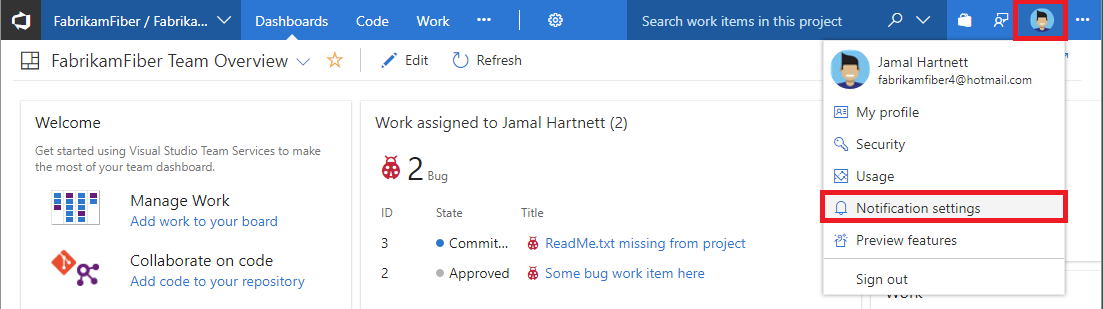 FabrikamFiber / Fabrika... Dashboards Code Work ••• Search work items in this project •••
FabrikamFiber Team Overview Edit Refresh
Jamal Hartnett
fabrikamfiber4@hotmail.com
My profile
Security
Usage
Notification settings
Preview features
Sign out
Welcome
Get started using Visual Studio Team Services to make
the most of your team dashboard.
Manage Work
Add work to your board
Collaborate on code
Add code to your repository
Work assigned to Jamal Hartnett (2)
2 Bug
ID State Title
3 Commit... ReadMe.txt missing from project
2 Approved Some bug work item here
Work